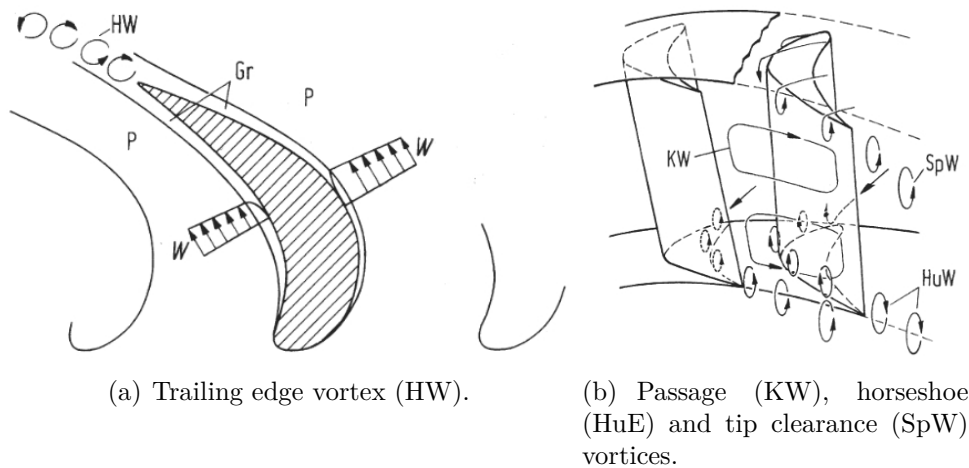 HW
Gr
P
P
W
W
KW
SpW
HuW
(a) Trailing edge vortex (HW).
(b) Passage (KW), horseshoe
(HuE) and tip clearance (SpW)
vortices.